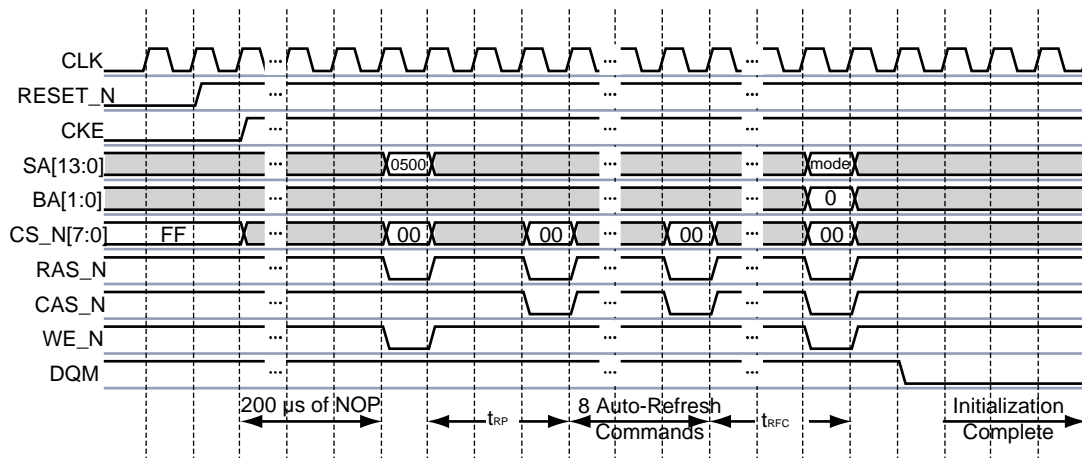 CLK ... ... ...
RESET_N ... ... ...
CKE ... ... ...
SA[13:0] ... 0500 ... ... mode
BA[1:0] ... ... ... 0
CS_N[7:0] FF ... 00 00 ... 00 ... 00
RAS_N ... ... ...
CAS_N ... ... ...
WE_N ... ... ...
DQM ... ... ...
200 µs of NOP tRP 8 Auto-Refresh tRFC Initialization
Commands Complete